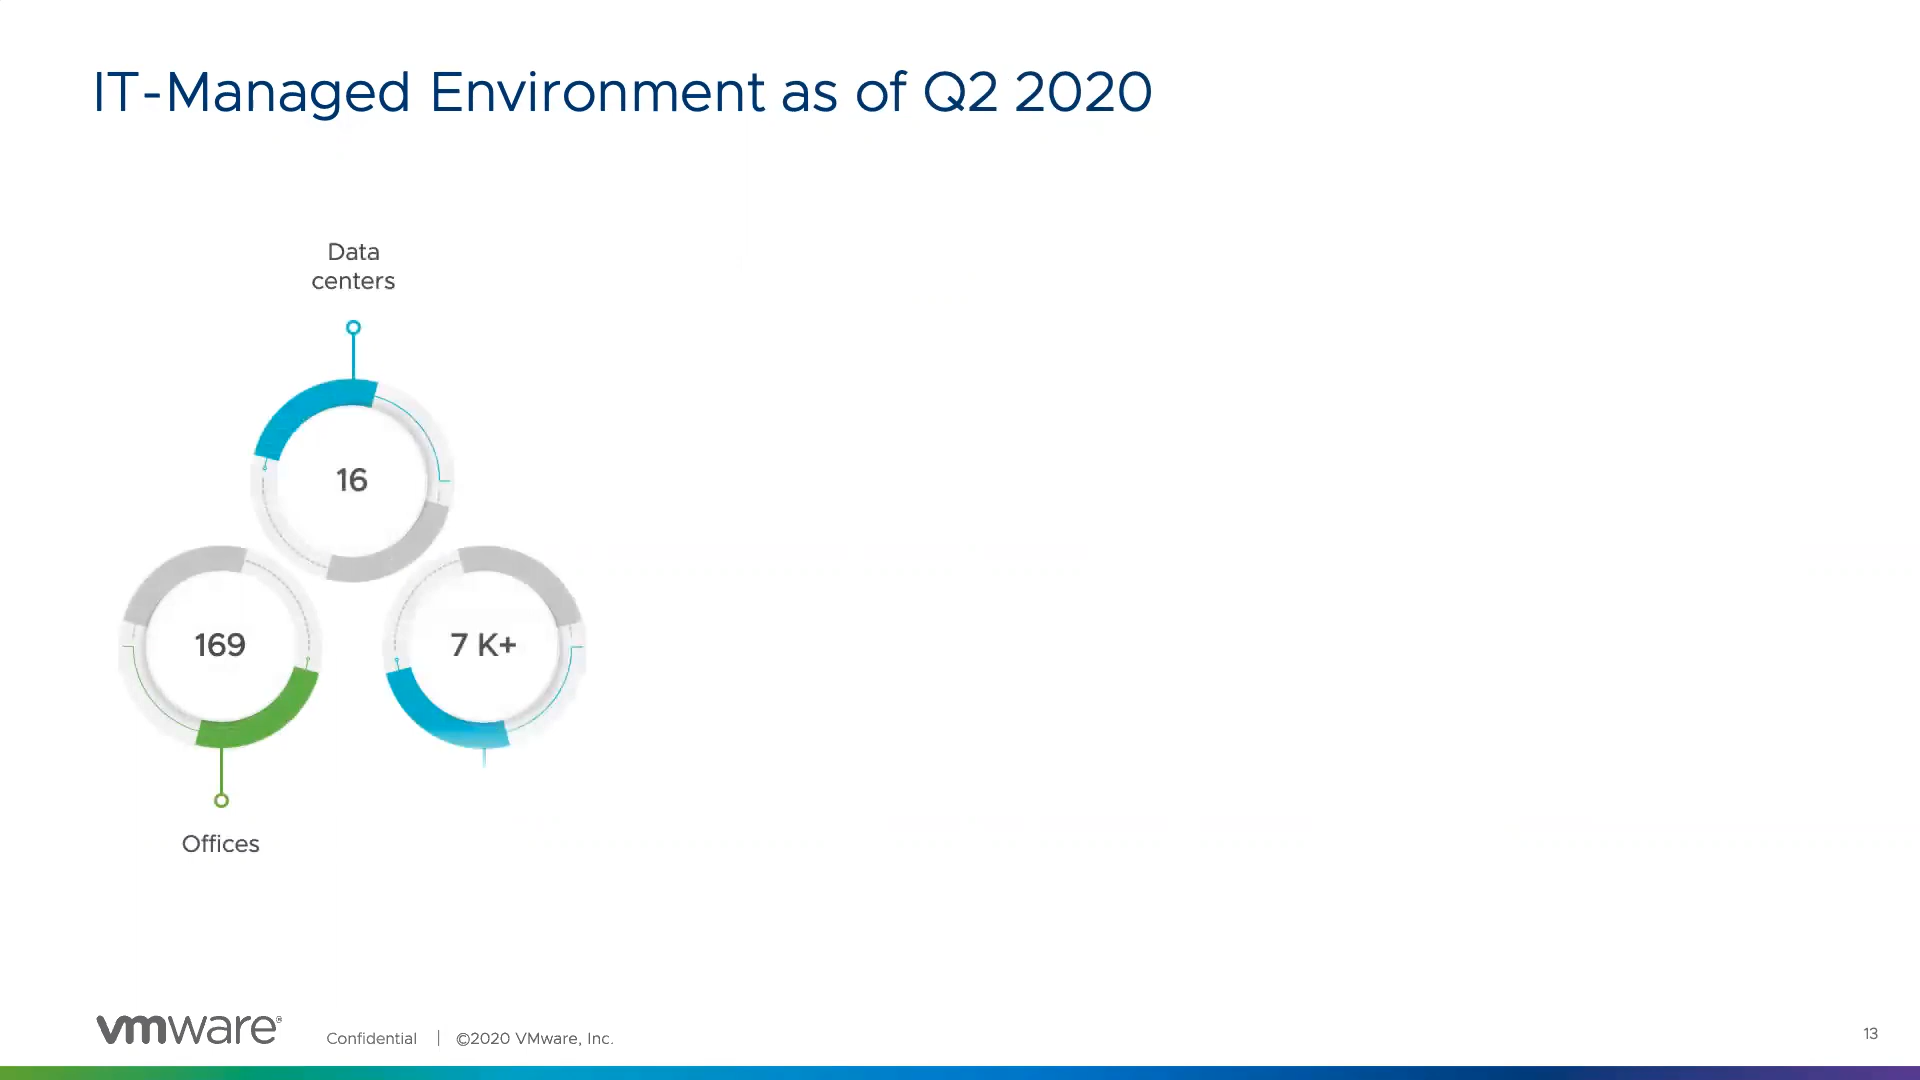 IT-Managed Environment as of Q2 2020
Data
centers
16
169
7 K+
Offices
vmware®
Confidential | ©2020 VMware, Inc.
13